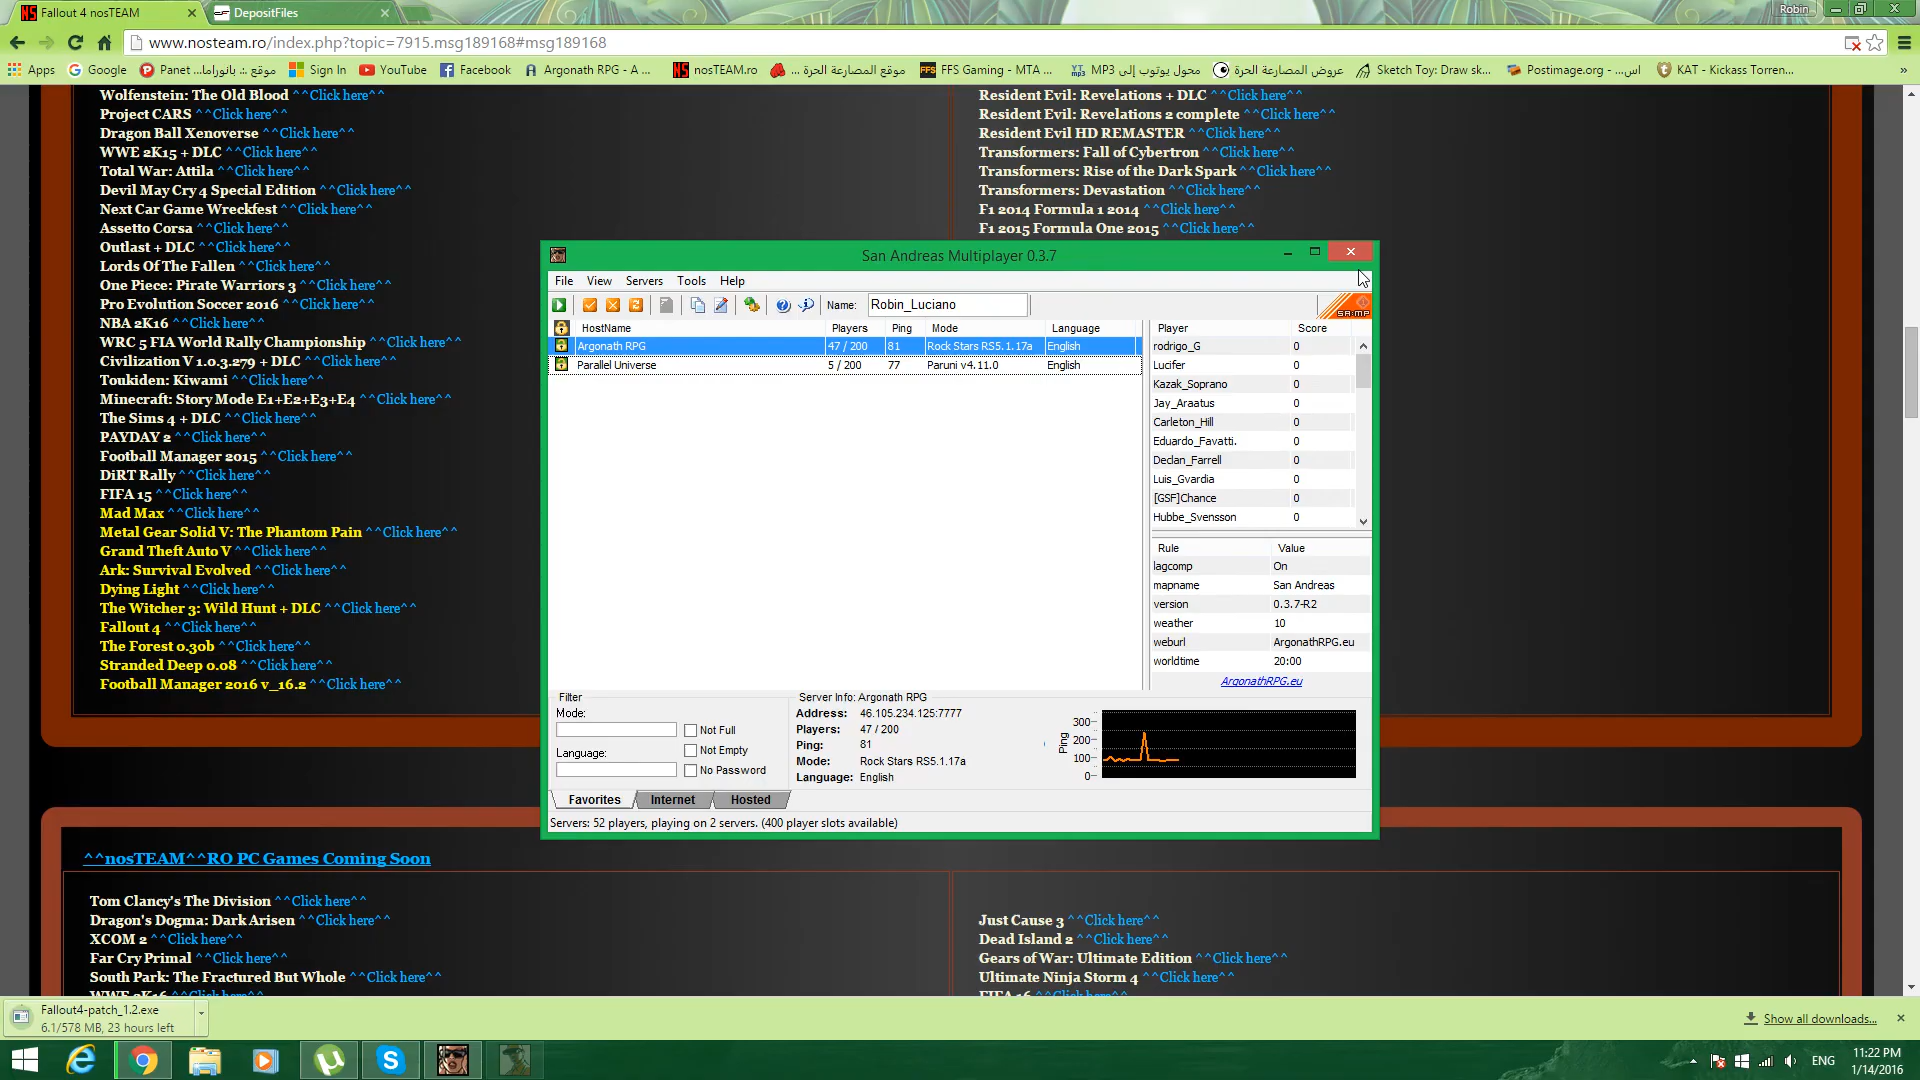 Fallout 4 nosTEAM
DepositFiles
Robin
www.nosteam.ro/index.php?topic=7915.msg189168#msg189168
Apps
Google
Panet موقع .:. بانوراما...
Sign In
YouTube
Facebook
Argonath RPG - A ...
nosTEAM.ro
موقع المصارعة الحرة ...
FFS Gaming - MTA ...
محول يوتيوب إلى MP3
عروض المصارعة الحرة
Sketch Toy: Draw sk...
Postimage.org - اس...
KAT - Kickass Torren...
Wolfenstein: The Old Blood ^^Click here^^
Project CARS ^^Click here^^
Dragon Ball Xenoverse ^^Click here^^
WWE 2K15 + DLC ^^Click here^^
Total War: Attila ^^Click here^^
Devil May Cry 4 Special Edition ^^Click here^^
Next Car Game Wreckfest ^^Click here^^
Assetto Corsa ^^Click here^^
Outlast + DLC ^^Click here^^
Lords Of The Fallen ^^Click here^^
One Piece: Pirate Warriors 3 ^^Click here^^
Pro Evolution Soccer 2016 ^^Click here^^
NBA 2K16 ^^Click here^^
WRC 5 FIA World Rally Championship ^^Click here^^
Civilization V 1.0.3.279 + DLC ^^Click here^^
Toukiden: Kiwami ^^Click here^^
Minecraft: Story Mode E1+E2+E3+E4 ^^Click here^^
The Sims 4 + DLC ^^Click here^^
PAYDAY 2 ^^Click here^^
Football Manager 2015 ^^Click here^^
DiRT Rally ^^Click here^^
FIFA 15 ^^Click here^^
Mad Max ^^Click here^^
Metal Gear Solid V: The Phantom Pain ^^Click here^^
Grand Theft Auto V ^^Click here^^
Ark: Survival Evolved ^^Click here^^
Dying Light ^^Click here^^
The Witcher 3: Wild Hunt + DLC ^^Click here^^
Fallout 4 ^^Click here^^
The Forest 0.30b ^^Click here^^
Stranded Deep 0.08 ^^Click here^^
Football Manager 2016 v_16.2 ^^Click here^^
Resident Evil: Revelations + DLC ^^Click here^^
Resident Evil: Revelations 2 complete ^^Click here^^
Resident Evil HD REMASTER ^^Click here^^
Transformers: Fall of Cybertron ^^Click here^^
Transformers: Rise of the Dark Spark ^^Click here^^
Transformers: Devastation ^^Click here^^
F1 2014 Formula 1 2014 ^^Click here^^
F1 2015 Formula One 2015 ^^Click here^^
San Andreas Multiplayer 0.3.7
File View Servers Tools Help
Name: Robin_Luciano
SA:MP
HostName Players Ping Mode Language
Argonath RPG 47 / 200 81 Rock Stars RS5.1.17a English
Parallel Universe 5 / 200 77 Paruni v4.11.0 English
Player Score
rodrigo_G 0
Lucifer 0
Kazak_Soprano 0
Jay_Araatus 0
Carleton_Hill 0
Eduardo_Favatti. 0
Declan_Farrell 0
Luis_Gvardia 0
[GSF]Chance 0
Hubbe_Svensson 0
Rule Value
lagcomp On
mapname San Andreas
version 0.3.7-R2
weather 10
weburl ArgonathRPG.eu
worldtime 20:00
ArgonathRPG.eu
Filter
Mode:
Language:
Not Full
Not Empty
No Password
Server Info: Argonath RPG
Address: 46.105.234.125:7777
Players: 47 / 200
Ping: 81
Mode: Rock Stars RS5.1.17a
Language: English
Ping
300
200
100
0
Favorites Internet Hosted
Servers: 52 players, playing on 2 servers. (400 player slots available)
^^nosTEAM^^RO PC Games Coming Soon
Tom Clancy's The Division ^^Click here^^
Dragon's Dogma: Dark Arisen ^^Click here^^
XCOM 2 ^^Click here^^
Far Cry Primal ^^Click here^^
South Park: The Fractured But Whole ^^Click here^^
WWE 2K16 ^^Click here^^
Just Cause 3 ^^Click here^^
Dead Island 2 ^^Click here^^
Gears of War: Ultimate Edition ^^Click here^^
Ultimate Ninja Storm 4 ^^Click here^^
FIFA 16 ^^Click here^^
Fallout4-patch_1.2.exe
6.1/578 MB, 23 hours left
Show all downloads...
ENG
11:22 PM
1/14/2016